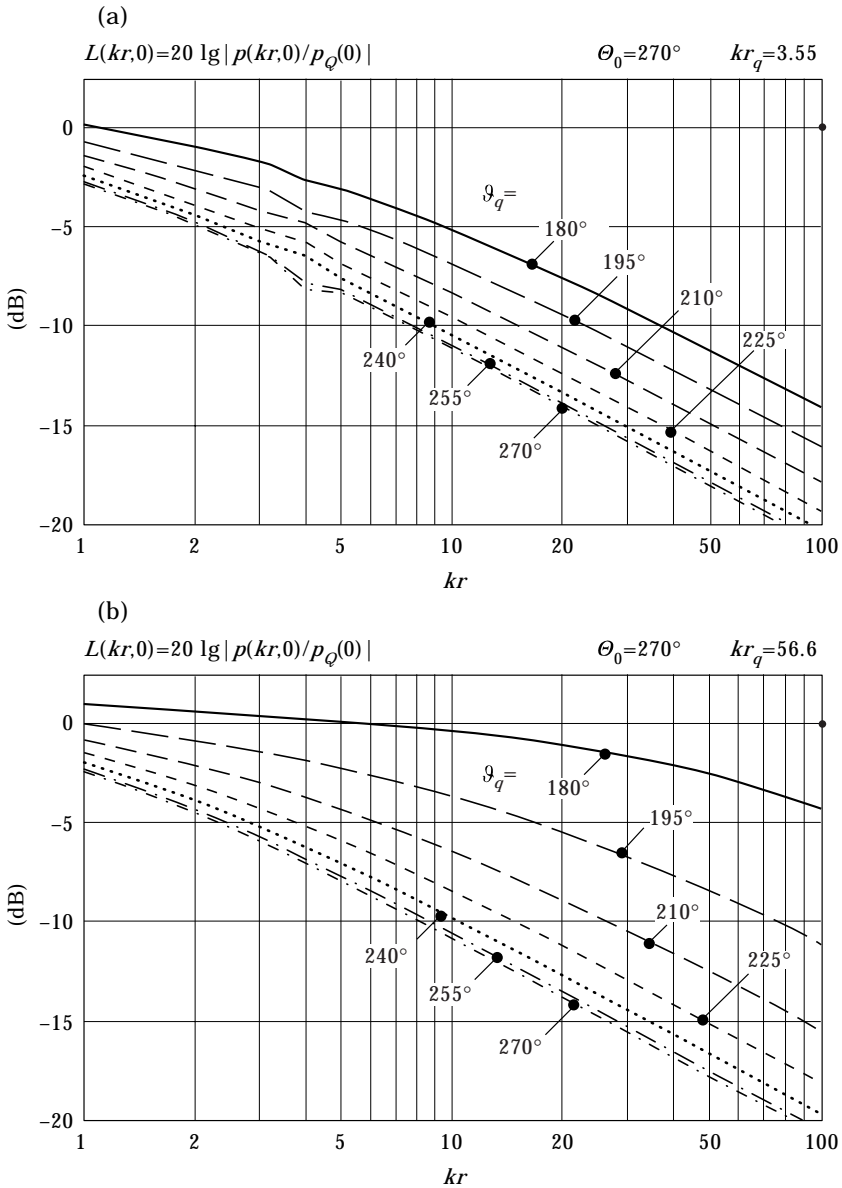 (a)
L(kr,0)=20 lg|p(kr,0)/p_Q(0)| Θ₀=270° kr_q=3.55
0
ϑ_q=
180°
−5
195°
210°
(dB)
−10
225°
240°
255°
−15
270°
−20
1 2 5 10 20 50 100
kr
(b)
L(kr,0)=20 lg|p(kr,0)/p_Q(0)| Θ₀=270° kr_q=56.6
0
ϑ_q=
180°
−5
195°
(dB)
210°
−10
240°
225°
255°
−15
270°
−20
1 2 5 10 20 50 100
kr